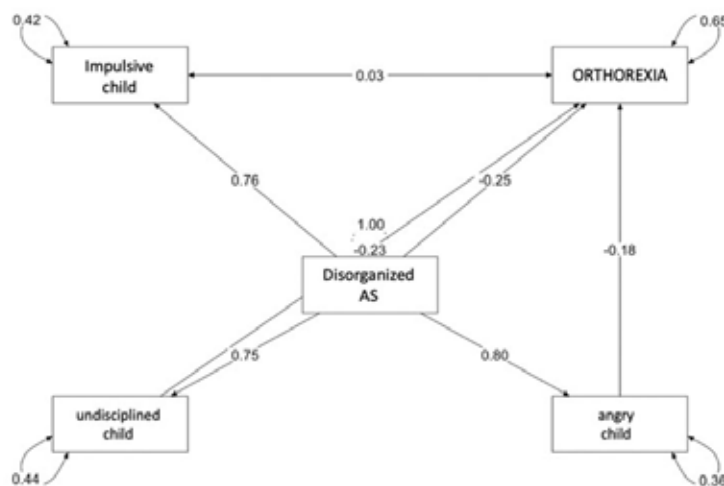 0.42
0.65
Impulsive
child
0.03
ORTHOREXIA
0.76
-0.25
1.00
-0.23
Disorganized
AS
-0.18
0.75
0.80
undisciplined
child
angry
child
0.44
0.36